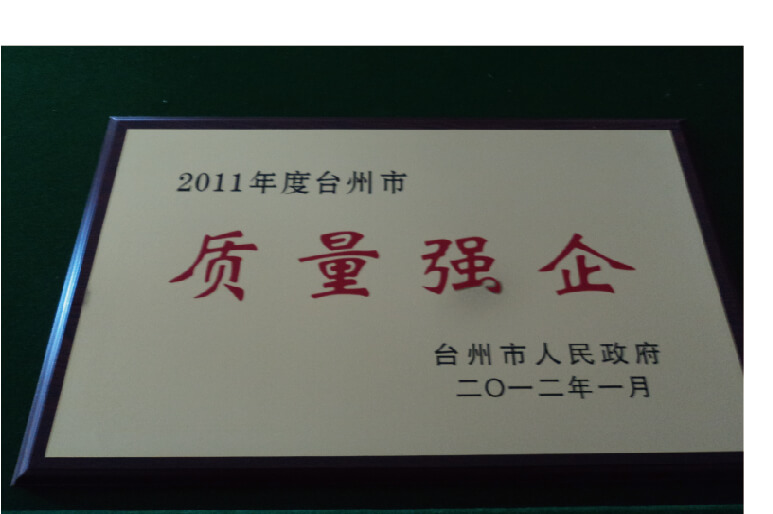 2011年度台州市
质量强企
台州市人民政府
二〇一二年一月